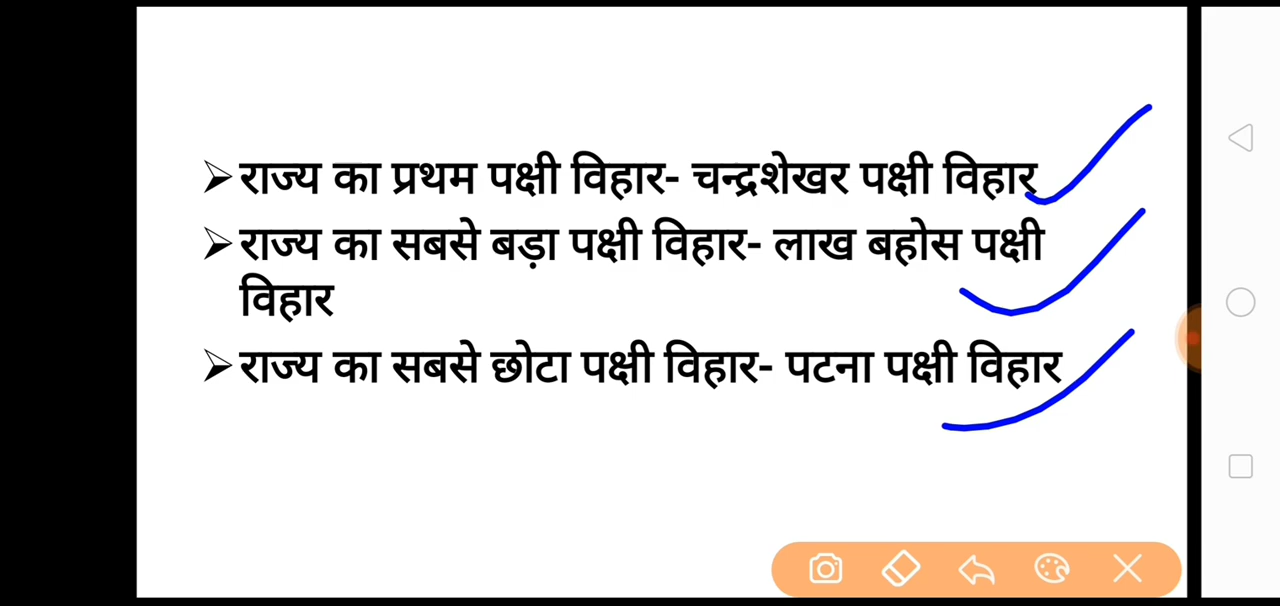 ➢राज्य का प्रथम पक्षी विहार- चन्द्रशेखर पक्षी विहार
➢राज्य का सबसे बड़ा पक्षी विहार- लाख बहोस पक्षी
विहार
➢राज्य का सबसे छोटा पक्षी विहार- पटना पक्षी विहार